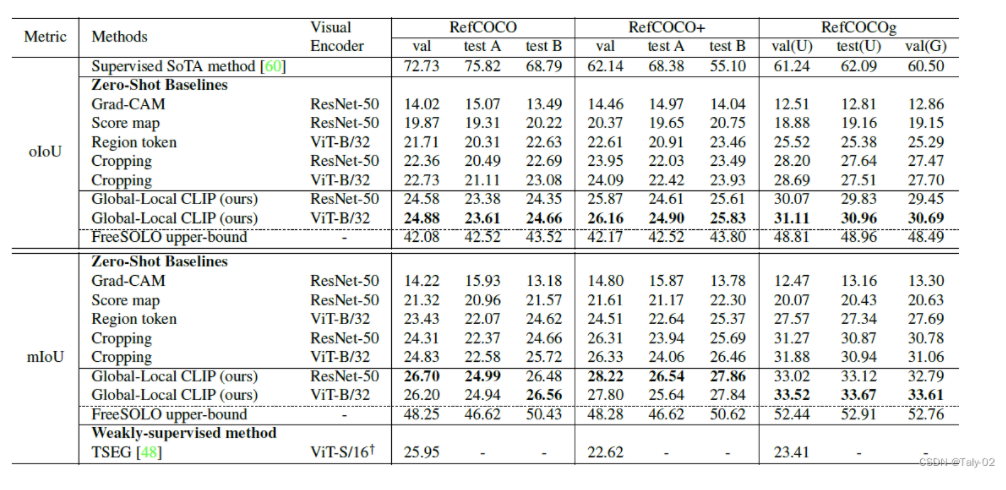 Metric Methods Visual Encoder RefCOCO RefCOCO+ RefCOCOg
val test A test B val test A test B val(U) test(U) val(G)
oIoU
Supervised SoTA method [60] 72.73 75.82 68.79 62.14 68.38 55.10 61.24 62.09 60.50
Zero-Shot Baselines
Grad-CAM ResNet-50 14.02 15.07 13.49 14.46 14.97 14.04 12.51 12.81 12.86
Score map ResNet-50 19.87 19.31 20.22 20.37 19.65 20.75 18.88 19.16 19.15
Region token ViT-B/32 21.71 20.31 22.63 22.61 20.91 23.46 25.52 25.38 25.29
Cropping ResNet-50 22.36 20.49 22.69 23.95 22.03 23.49 28.20 27.64 27.47
Cropping ViT-B/32 22.73 21.11 23.08 24.09 22.42 23.93 28.69 27.51 27.70
Global-Local CLIP (ours) ResNet-50 24.58 23.38 24.35 25.87 24.61 25.61 30.07 29.83 29.45
Global-Local CLIP (ours) ViT-B/32 24.88 23.61 24.66 26.16 24.90 25.83 31.11 30.96 30.69
FreeSOLO upper-bound - 42.08 42.52 43.52 42.17 42.52 43.80 48.81 48.96 48.49
mIoU
Zero-Shot Baselines
Grad-CAM ResNet-50 14.22 15.93 13.18 14.80 15.87 13.78 12.47 13.16 13.30
Score map ResNet-50 21.32 20.96 21.57 21.61 21.17 22.30 20.07 20.43 20.63
Region token ViT-B/32 23.43 22.07 24.62 24.51 22.64 25.37 27.57 27.34 27.69
Cropping ResNet-50 24.31 22.37 24.66 26.31 23.94 25.69 31.27 30.87 30.78
Cropping ViT-B/32 24.83 22.58 25.72 26.33 24.06 26.46 31.88 30.94 31.06
Global-Local CLIP (ours) ResNet-50 26.70 24.99 26.48 28.22 26.54 27.86 33.02 33.12 32.79
Global-Local CLIP (ours) ViT-B/32 26.20 24.94 26.56 27.80 25.64 27.84 33.52 33.67 33.61
FreeSOLO upper-bound - 48.25 46.62 50.43 48.28 46.62 50.62 52.44 52.91 52.76
Weakly-supervised method
TSEG [48] ViT-S/16† 25.95 - - 22.62 - - 23.41 - -
CSDN @Taly-02